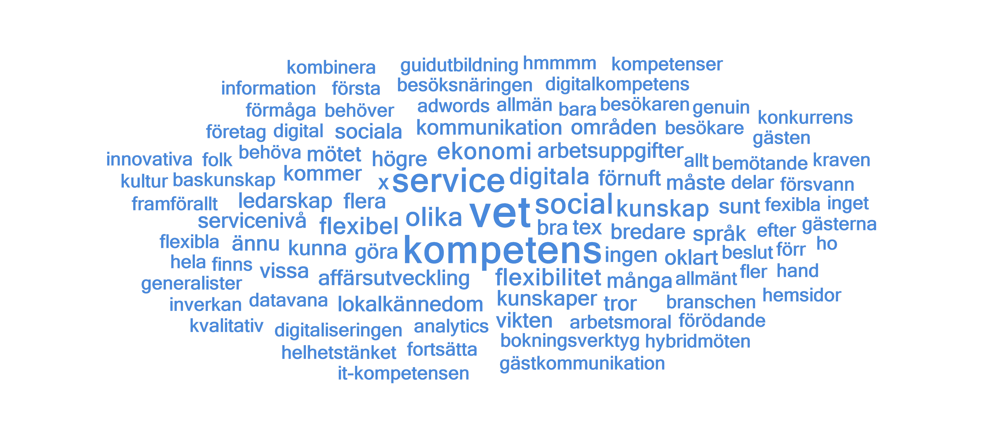 kombinera guidutbildning hmmmm kompetenser
information första besöksnäringen digitalkompetens
förmåga behöver adwords allmän bara besökaren genuin konkurrens
företag digital sociala kommunikation områden besökare gästen
innovativa folk behöva mötet högre ekonomi arbetsuppgifter allt bemötande kraven
kultur baskunskap kommer x service digitala förnuft måste delar försvann
framförallt ledarskap flera olika vet social kunskap sunt fexibla inget
servicenivå flexibel bra tex bredare språk efter gästerna
flexibla ännu kunna göra kompetens ingen oklart beslut förr ho
hela finns vissa affärsutveckling flexibilitet många allmänt fler hand
generalister
inverkan datavana lokalkännedom kunskaper tror branschen hemsidor
kvalitativ digitaliseringen analytics vikten arbetsmoral förödande
helhetstänket fortsätta bokningsverktyg hybridmöten
it-kompetensen gästkommunikation